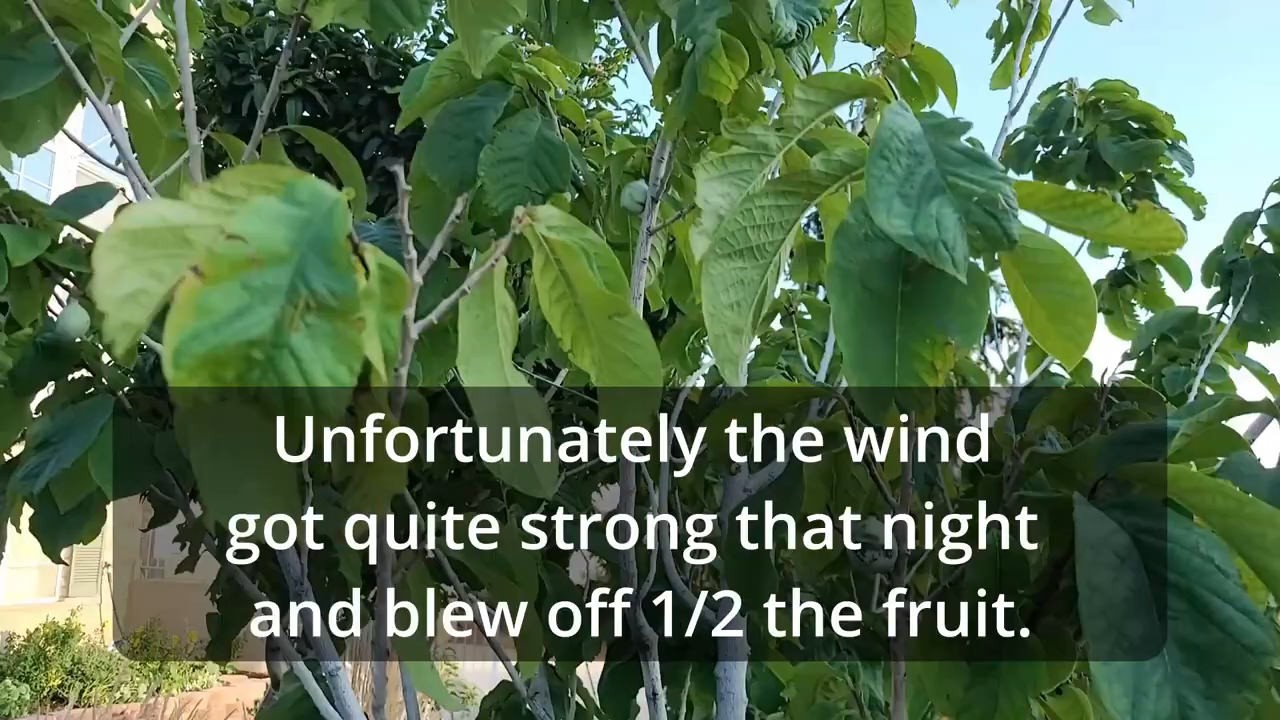 Unfortunately the wind
got quite strong that night
and blew off 1/2 the fruit.